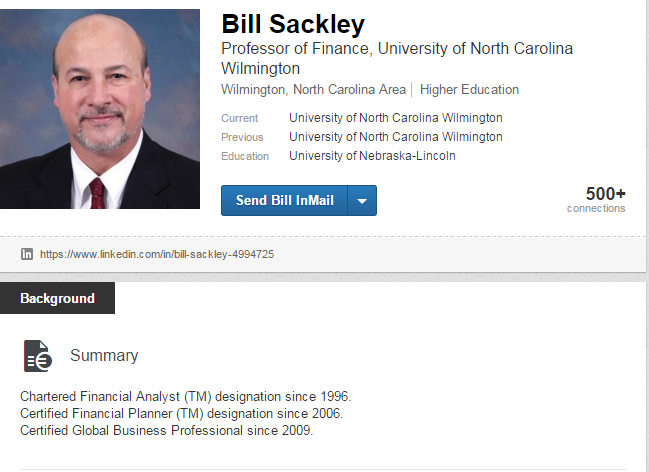 Bill Sackley
Professor of Finance, University of North Carolina
Wilmington
Wilmington, North Carolina Area | Higher Education
Current University of North Carolina Wilmington
Previous University of North Carolina Wilmington
Education University of Nebraska-Lincoln
Send Bill InMail
500+
connections
in https://www.linkedin.com/in/bill-sackley-4994725
Background
Summary
Chartered Financial Analyst (TM) designation since 1996.
Certified Financial Planner (TM) designation since 2006.
Certified Global Business Professional since 2009.